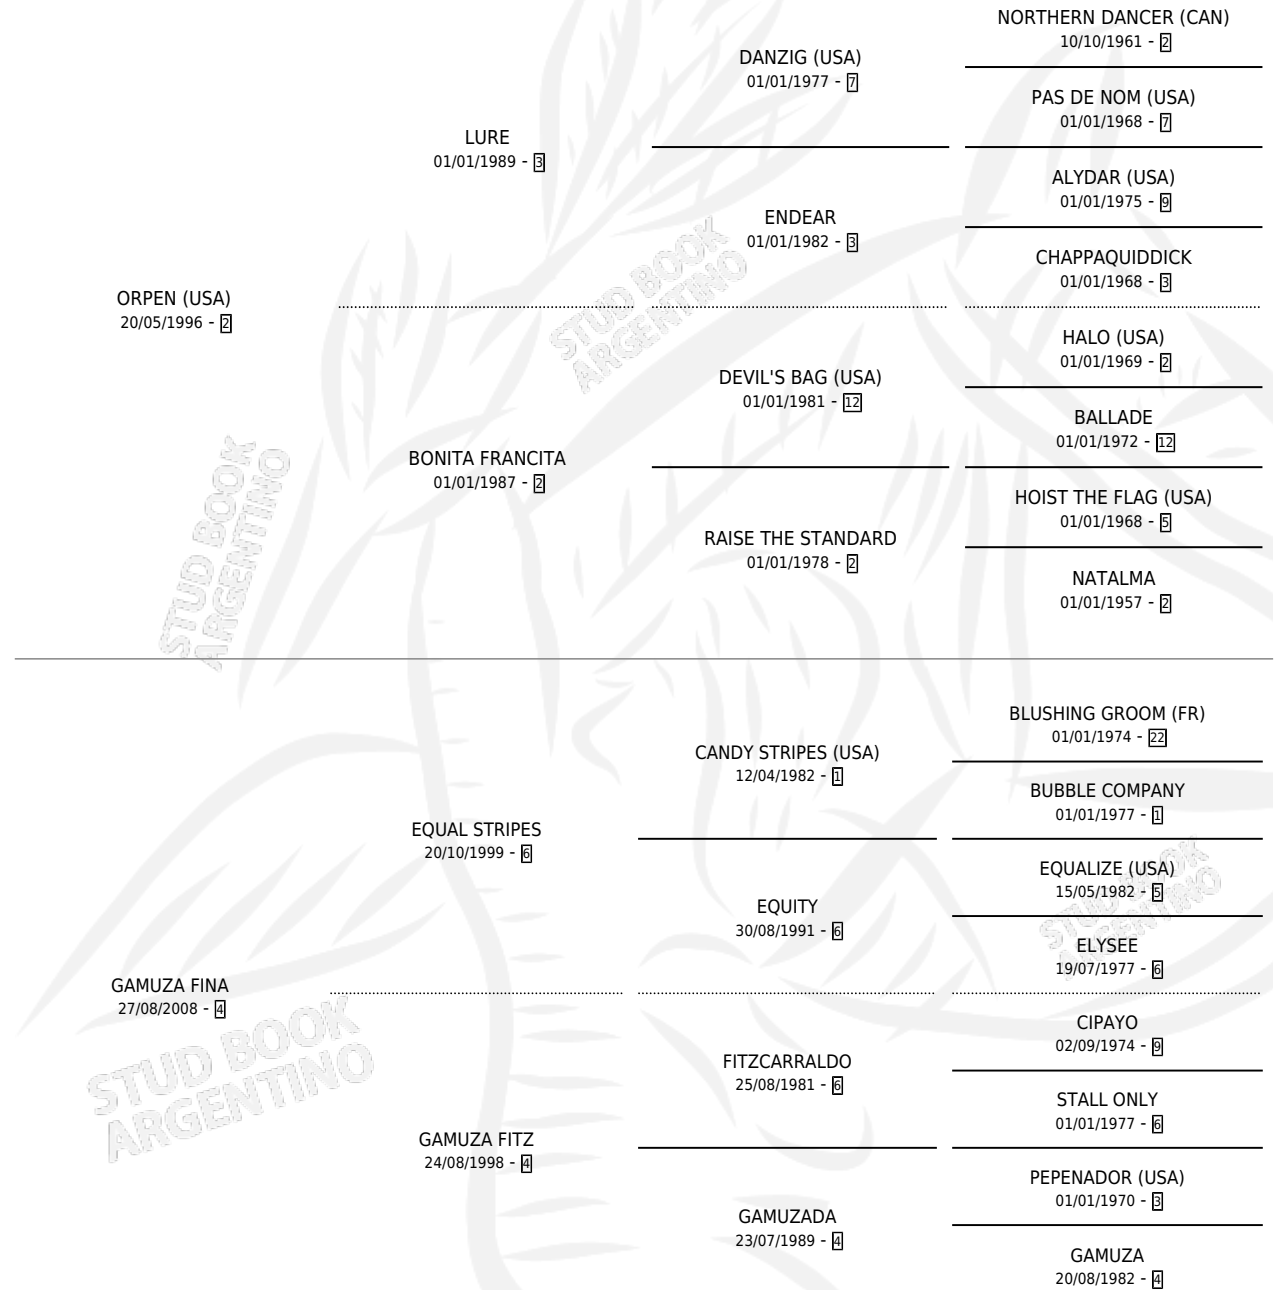 NORTHERN DANCER (CAN)
10/10/1961 - 2
DANZIG (USA)
01/01/1977 - 7
PAS DE NOM (USA)
01/01/1968 - 7
LURE
01/01/1989 - 3
ALYDAR (USA)
01/01/1975 - 9
ENDEAR
01/01/1982 - 3
CHAPPAQUIDDICK
01/01/1968 - 3
ORPEN (USA)
20/05/1996 - 2
STUD BOOK
ARGENTINO
HALO (USA)
01/01/1969 - 2
DEVIL'S BAG (USA)
01/01/1981 - 12
BALLADE
01/01/1972 - 12
BONITA FRANCITA
01/01/1987 - 2
HOIST THE FLAG (USA)
01/01/1968 - 5
RAISE THE STANDARD
01/01/1978 - 2
NATALMA
01/01/1957 - 2
STUD BOOK
ARGENTINO
BLUSHING GROOM (FR)
01/01/1974 - 22
CANDY STRIPES (USA)
12/04/1982 - 1
BUBBLE COMPANY
01/01/1977 - 1
EQUAL STRIPES
20/10/1999 - 6
EQUALIZE (USA)
15/05/1982 - 5
EQUITY
30/08/1991 - 6
ELYSEE
19/07/1977 - 6
STUD BOOK
ARGENTINO
GAMUZA FINA
27/08/2008 - 4
CIPAYO
02/09/1974 - 9
FITZCARRALDO
25/08/1981 - 6
STALL ONLY
01/01/1977 - 6
STUD BOOK
ARGENTINO
GAMUZA FITZ
24/08/1998 - 4
PEPENADOR (USA)
01/01/1970 - 3
GAMUZADA
23/07/1989 - 4
GAMUZA
20/08/1982 - 4